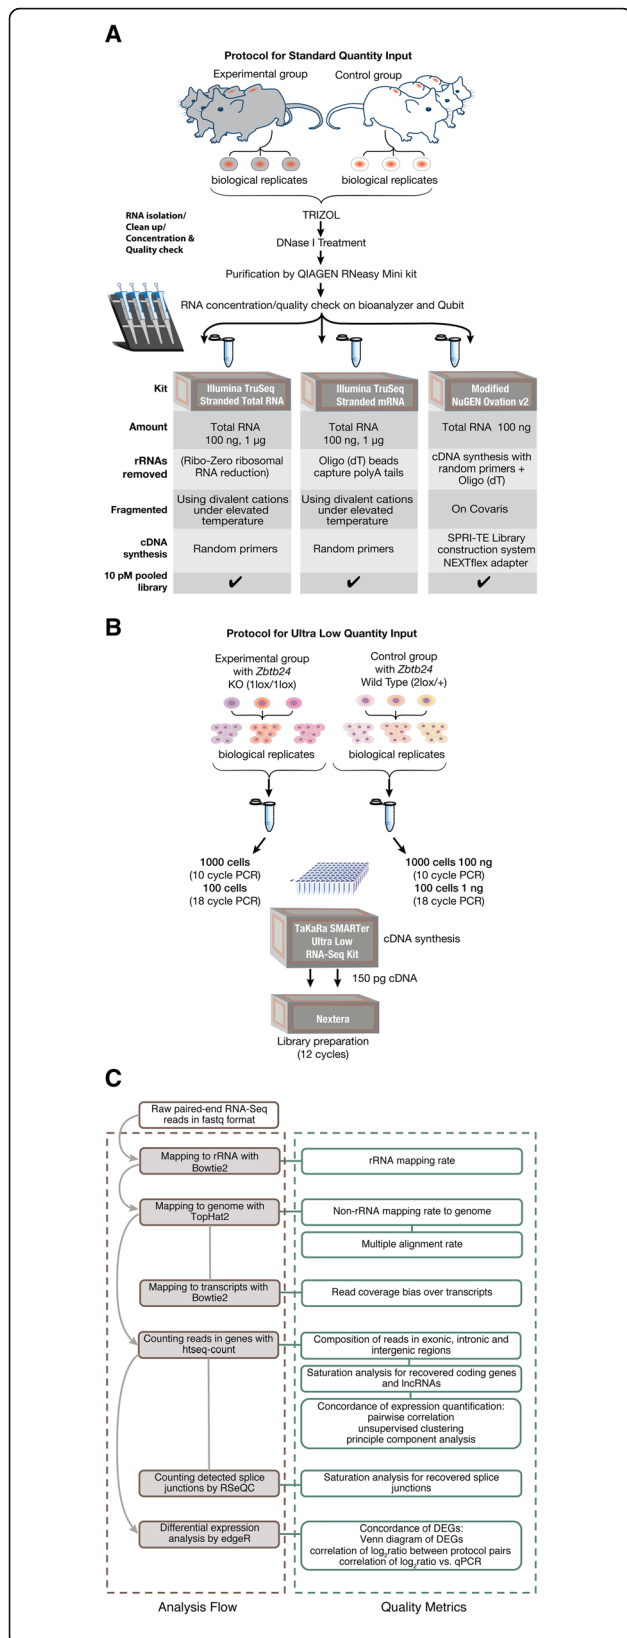 A
Protocol for Standard Quantity Input
Experimental group
Control group
biological replicates
biological replicates
RNA isolation/
Clean up/
Concentration &
Quality check
TRIZOL
DNase I Treatment
Purification by QIAGEN RNeasy Mini kit
RNA concentration/quality check on bioanalyzer and Qubit
Kit
Illumina TruSeq
Stranded Total RNA
Illumina TruSeq
Stranded mRNA
Modified
NuGEN Ovation v2
Amount
Total RNA
100 ng, 1 µg
Total RNA
100 ng, 1 µg
Total RNA 100 ng
rRNAs
removed
(Ribo-Zero ribosomal
RNA reduction)
Oligo (dT) beads
capture polyA tails
cDNA synthesis with
random primers +
Oligo (dT)
Fragmented
Using divalent cations
under elevated
temperature
Using divalent cations
under elevated
temperature
On Covaris
cDNA
synthesis
Random primers
Random primers
SPRI-TE Library
construction system
NEXTflex adapter
10 pM pooled
library
✔
✔
✔
B
Protocol for Ultra Low Quantity Input
Experimental group
with Zbtb24
KO (1lox/1lox)
Control group
with Zbtb24
Wild Type (2lox/+)
biological replicates
biological replicates
1000 cells
(10 cycle PCR)
100 cells
(18 cycle PCR)
1000 cells 100 ng
(10 cycle PCR)
100 cells 1 ng
(18 cycle PCR)
TaKaRa SMARTer
Ultra Low
RNA-Seq Kit
cDNA synthesis
150 pg cDNA
Nextera
Library preparation
(12 cycles)
C
Raw paired-end RNA-Seq
reads in fastq format
Mapping to rRNA with
Bowtie2
rRNA mapping rate
Mapping to genome with
TopHat2
Non-rRNA mapping rate to genome
Multiple alignment rate
Mapping to transcripts with
Bowtie2
Read coverage bias over transcripts
Counting reads in genes with
htseq-count
Composition of reads in exonic, intronic and
intergenic regions
Saturation analysis for recovered coding genes
and lncRNAs
Concordance of expression quantification:
pairwise correlation
unsupervised clustering
principle component analysis
Counting detected splice
junctions by RSeQC
Saturation analysis for recovered splice
junctions
Differential expression
analysis by edgeR
Concordance of DEGs:
Venn diagram of DEGs
correlation of log₂ratio between protocol pairs
correlation of log₂ratio vs. qPCR
Analysis Flow
Quality Metrics